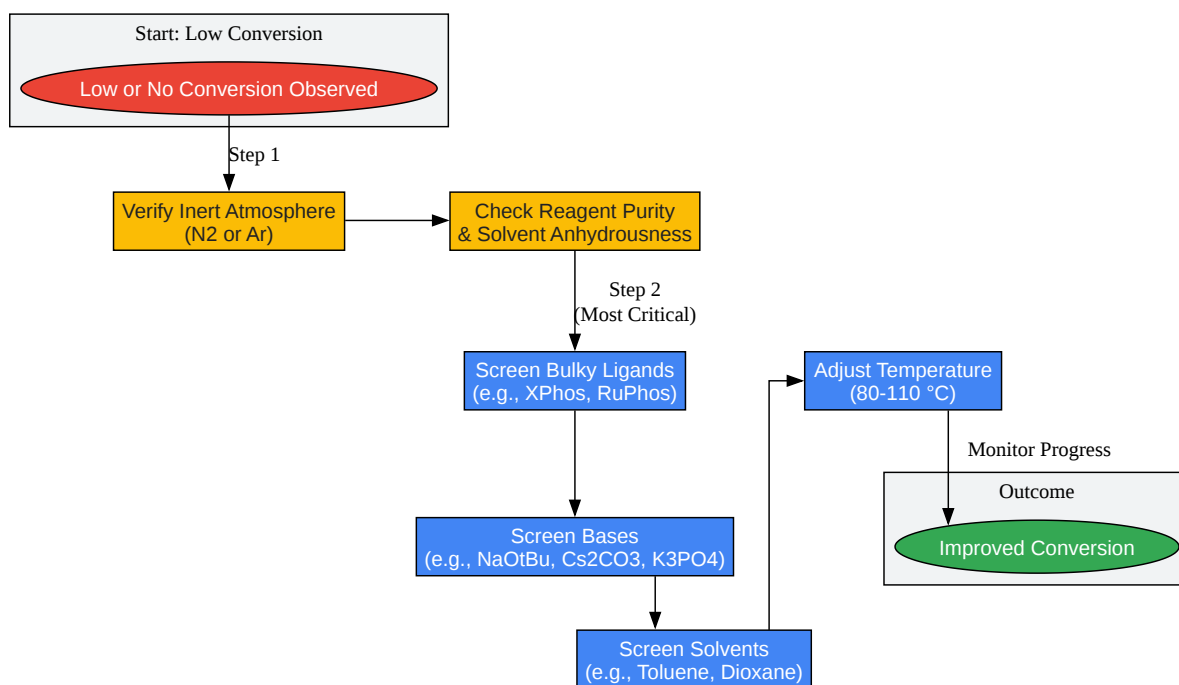 Start: Low Conversion
Low or No Conversion Observed
Step 1
Verify Inert Atmosphere
(N2 or Ar)
Check Reagent Purity
& Solvent Anhydrousness
Step 2
(Most Critical)
Screen Bulky Ligands
(e.g., XPhos, RuPhos)
Adjust Temperature
(80-110 °C)
Monitor Progress
Outcome
Improved Conversion
Screen Bases
(e.g., NaOtBu, Cs2CO3, K3PO4)
Screen Solvents
(e.g., Toluene, Dioxane)